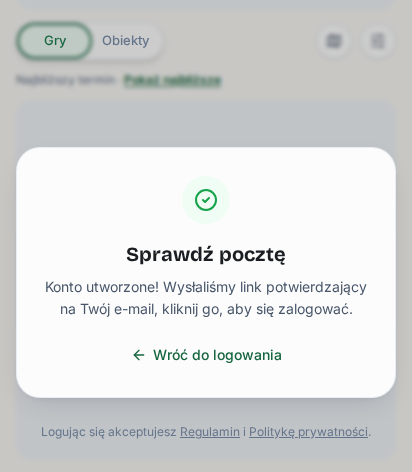 Gry Obiekty
Najbliższy termin Pokaż najbliższe
Sprawdź pocztę
Konto utworzone! Wysłaliśmy link potwierdzający
na Twój e-mail, kliknij go, aby się zalogować.
← Wróć do logowania
Logując się akceptujesz Regulamin i Politykę prywatności.